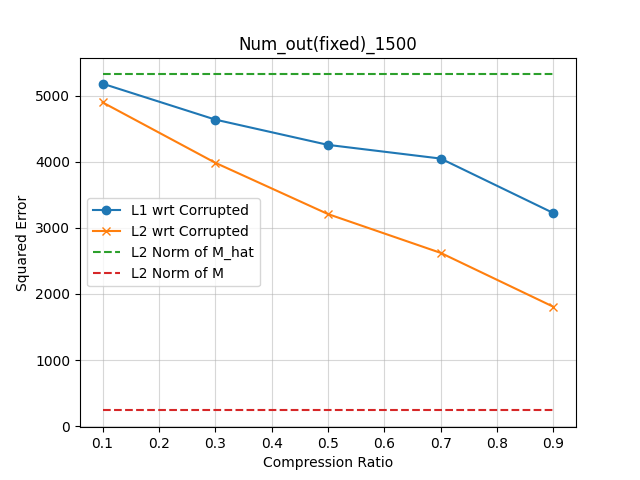 Num_out(fixed)_1500
Squared Error
5000
4000
3000
2000
1000
0
L1 wrt Corrupted
L2 wrt Corrupted
L2 Norm of M_hat
L2 Norm of M
0.1 0.2 0.3 0.4 0.5 0.6 0.7 0.8 0.9
Compression Ratio